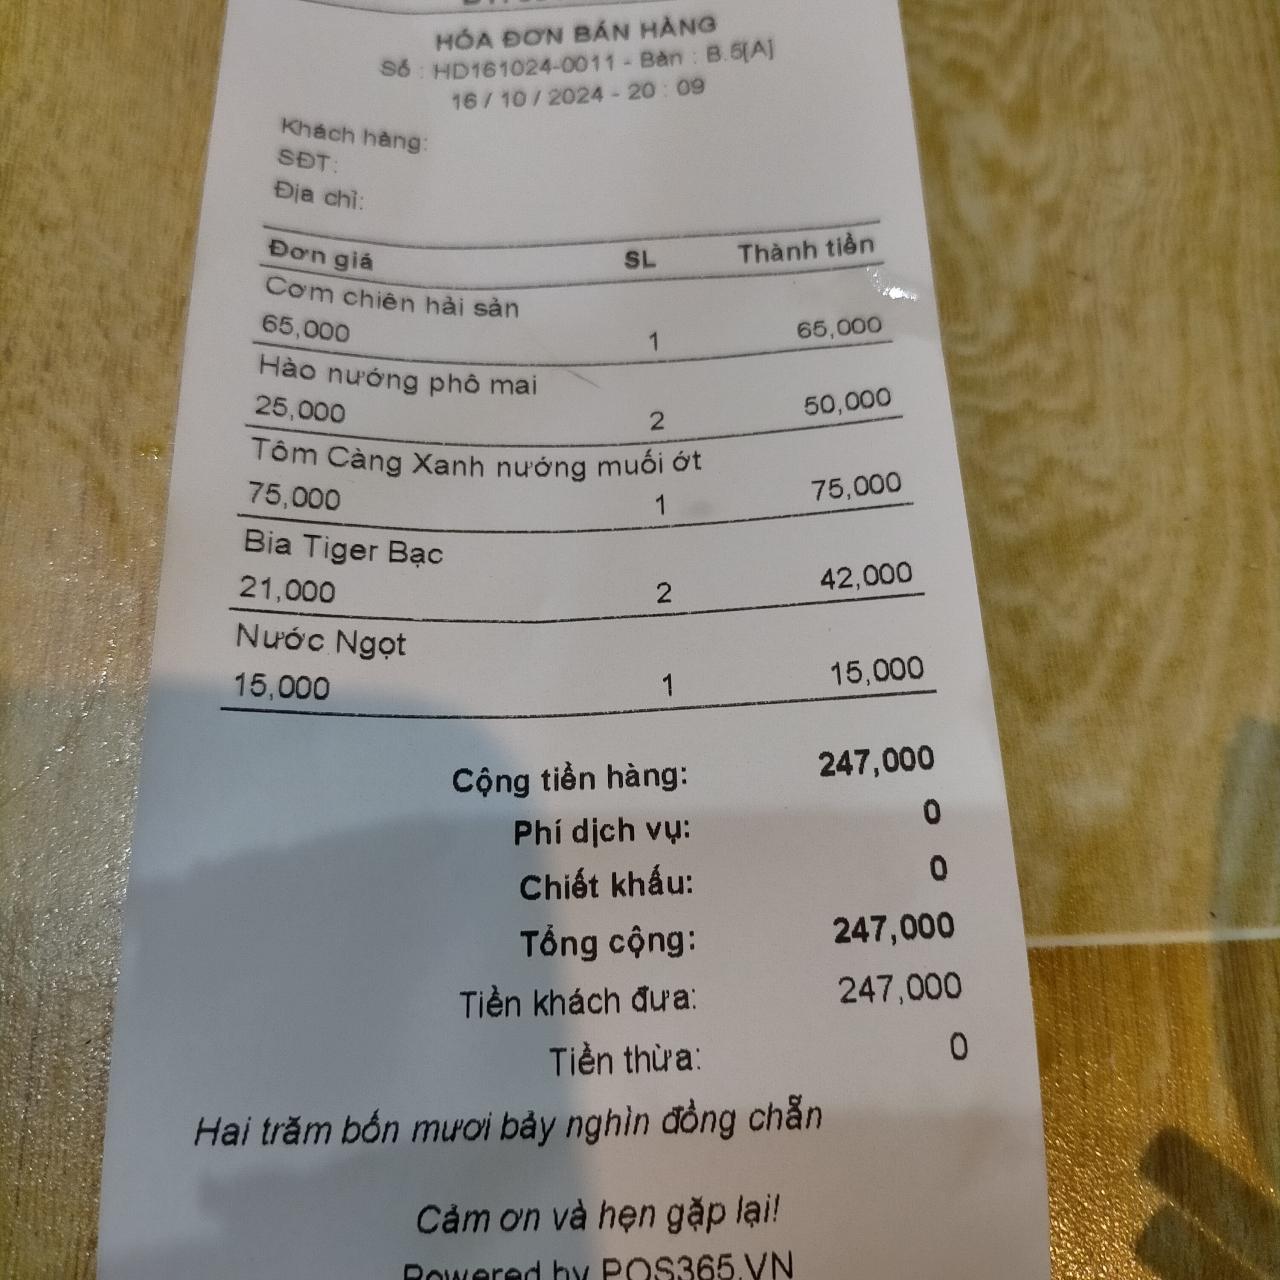 HÓA ĐƠN BÁN HÀNG
Số : HD161024-0011 - Bàn : B.5[A]
16 / 10 / 2024 - 20 : 09
Khách hàng:
SĐT:
Địa chỉ:
Đơn giá SL Thành tiền
Cơm chiên hải sản
65,000 1 65,000
Hào nướng phô mai
25,000 2 50,000
Tôm Càng Xanh nướng muối ớt
75,000 1 75,000
Bia Tiger Bạc
21,000 2 42,000
Nước Ngọt
15,000 1 15,000
Cộng tiền hàng: 247,000
Phí dịch vụ: 0
Chiết khấu: 0
Tổng cộng: 247,000
Tiền khách đưa: 247,000
Tiền thừa: 0
Hai trăm bốn mươi bảy nghìn đồng chẵn
Cảm ơn và hẹn gặp lại!
Powered by POS365.VN